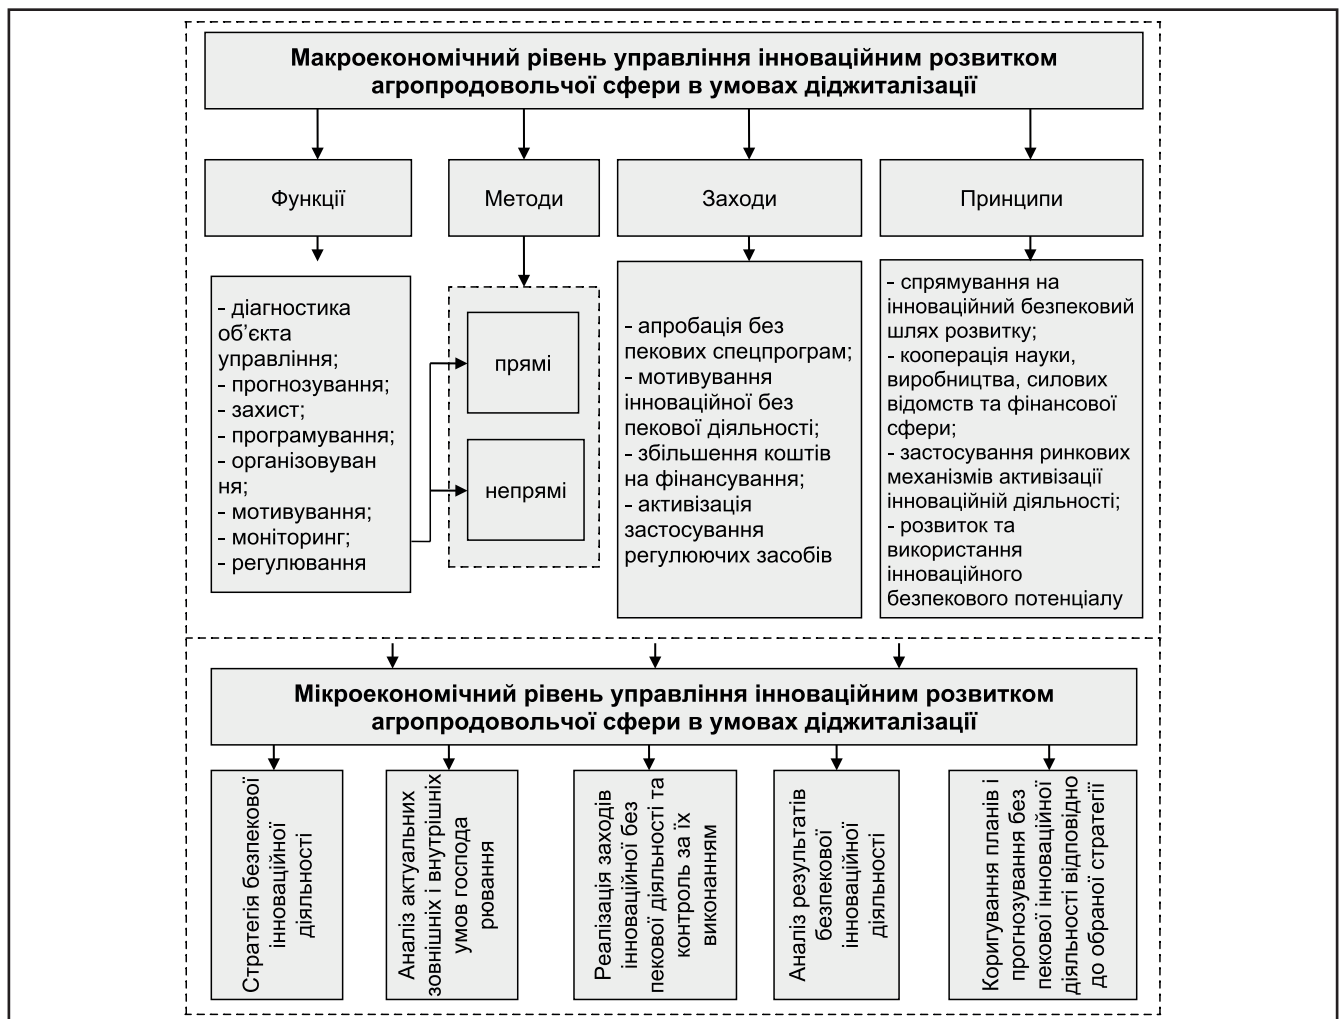 Макроекономічний рівень управління інноваційним розвитком
агропродовольчої сфери в умовах діджиталізації
Функції
Методи
Заходи
Принципи
- діагностика
об’єкта
управління;
- прогнозування;
- захист;
- програмування;
- організовуван
ня;
- мотивування;
- моніторинг;
- регулювання
прямі
непрямі
- апробація без
пекових спецпрограм;
- мотивування
інноваційної без
пекової діяльності;
- збільшення коштів
на фінансування;
- активізація
застосування
регулюючих засобів
- спрямування на
інноваційний безпековий
шлях розвитку;
- кооперація науки,
виробництва, силових
відомств та фінансової
сфери;
- застосування ринкових
механізмів активізації
інноваційній діяльності;
- розвиток та
використання
інноваційного
безпекового потенціалу
Мікроекономічний рівень управління інноваційним розвитком
агропродовольчої сфери в умовах діджиталізації
Стратегія безпекової
інноваційної
діяльності
Аналіз актуальних
зовнішніх і внутрішніх
умов господа
рювання
Реалізація заходів
інноваційної без
пекової діяльності та
контроль за їх
виконанням
Аналіз результатів
безпекової
інноваційної
діяльності
Коригування планів і
прогнозування без
пекової інноваційної
діяльності відповідно
до обраної стратегії